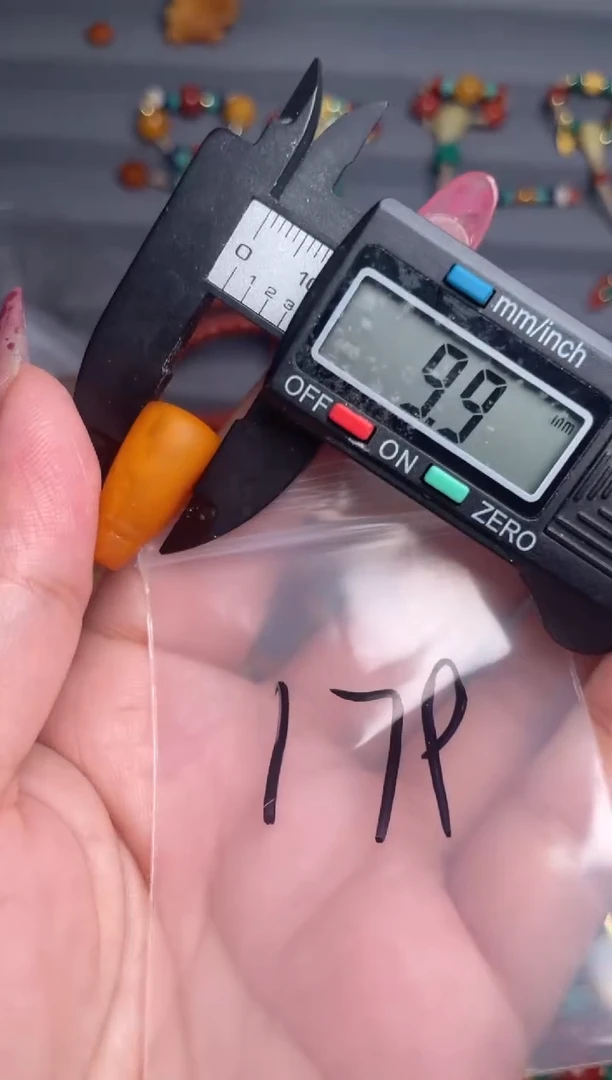 0 10
1 2 3
mm/inch
9.9 mm
OFF ON ZERO
17P